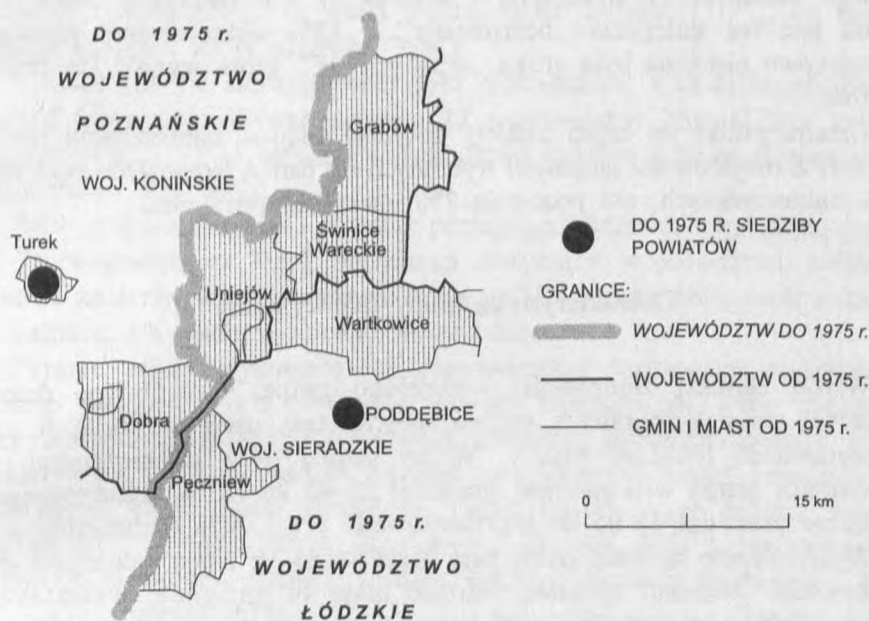 DO 1975 r.
WOJEWÓDZTWO
POZNAŃSKIE
WOJ. KONIŃSKIE
Grabów
Turek
Świnice
Wareckie
Uniejów
Wartkowice
PODDĘBICE
Dobra
WOJ. SIERADZKIE
Pęczniew
DO 1975 r.
WOJEWÓDZTWO
ŁÓDZKIE
DO 1975 R. SIEDZIBY
POWIATÓW
GRANICE:
WOJEWÓDZTW DO 1975 r.
WOJEWÓDZTW OD 1975 r.
GMIN I MIAST OD 1975 r.
0 15 km